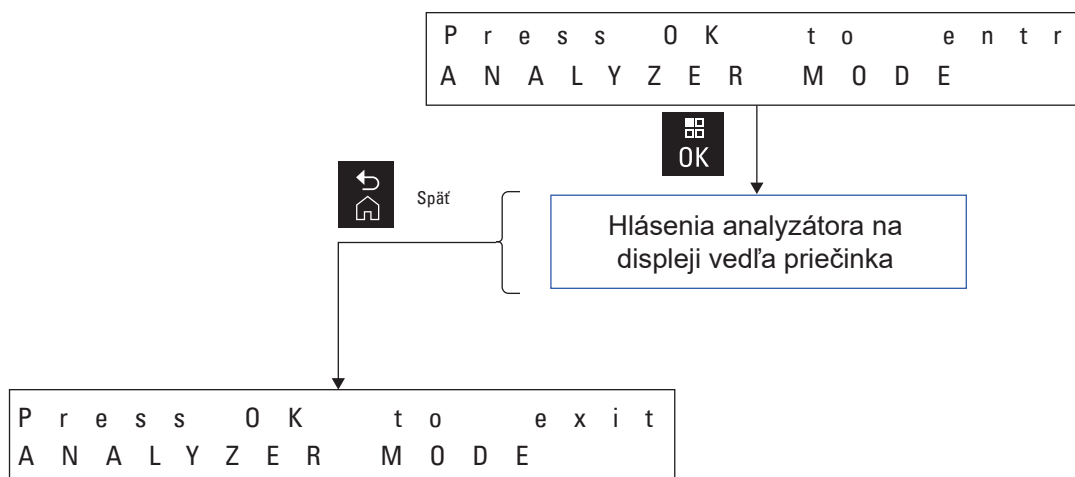 Press OK to entr
ANALYZER MODE
OK
Späť
Hlásenia analyzátora na
displeji vedľa priečinka
Press OK to exit
ANALYZER MODE